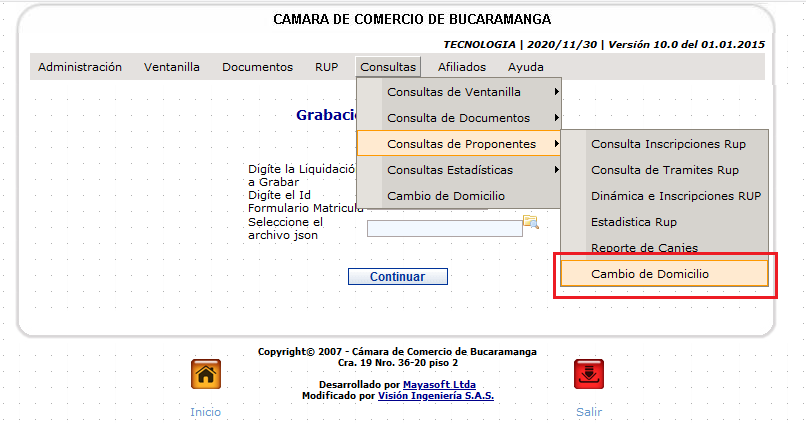 CAMARA DE COMERCIO DE BUCARAMANGA
TECNOLOGIA | 2020/11/30 | Versión 10.0 del 01.01.2015
Administración Ventanilla Documentos RUP Consultas Afiliados Ayuda
Consultas de Ventanilla
Consulta de Documentos
Consultas de Proponentes
Consultas Estadísticas
Cambio de Domicilio
Consulta Inscripciones Rup
Consulta de Tramites Rup
Dinámica e Inscripciones RUP
Estadistica Rup
Reporte de Canjes
Cambio de Domicilio
Digíte la
a Grabar
Digíte el Id
Formulario Matricula
Seleccione el
archivo json
Continuar
Copyright© 2007 - Cámara de Comercio de Bucaramanga
Cra. 19 Nro. 36-20 piso 2
Desarrollado por Mayasoft Ltda
Modificado por Visión Ingeniería S.A.S.
Inicio
Salir